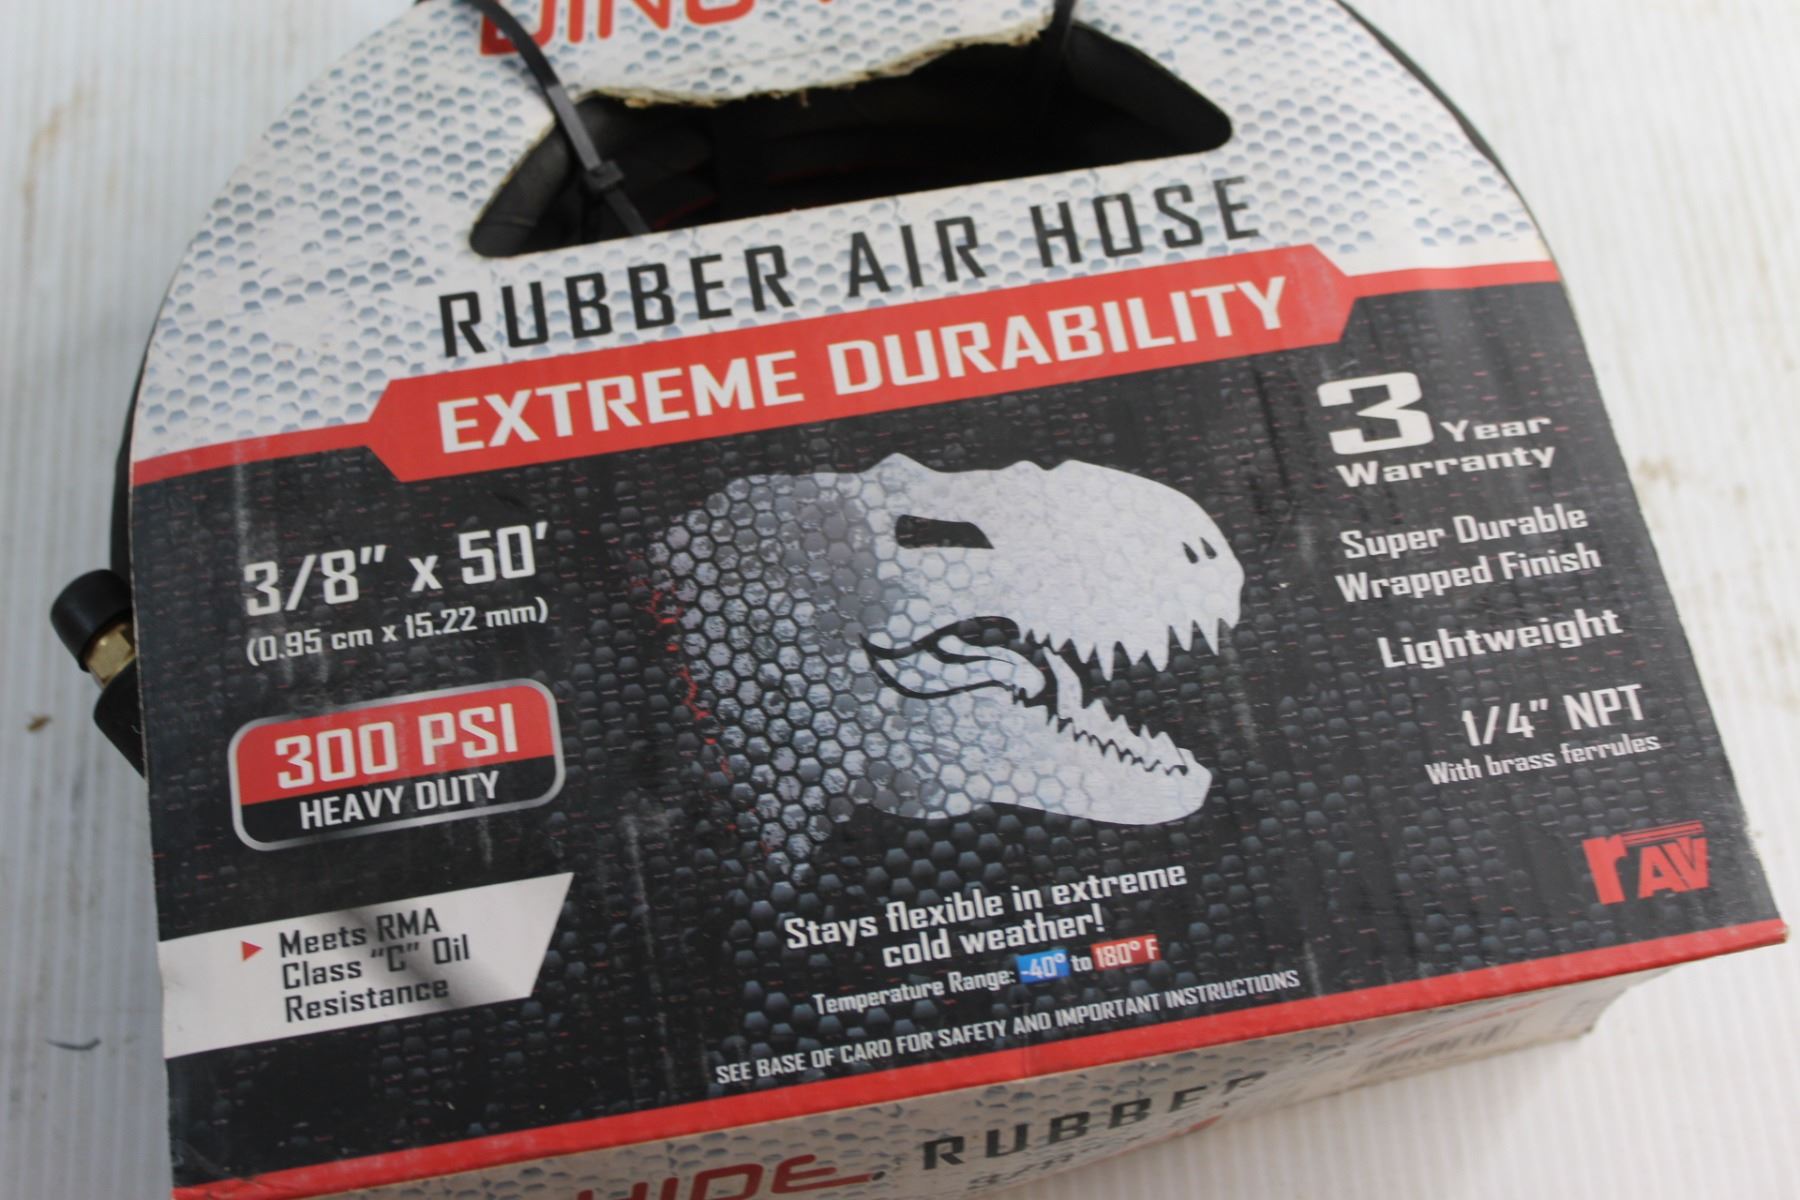 RUBBER AIR HOSE
EXTREME DURABILITY
3/8" x 50'
(0.95 cm x 15.22 mm)
300 PSI
HEAVY DUTY
Meets RMA
Class "C" Oil
Resistance
3 Year
Warranty
Super Durable
Wrapped Finish
Lightweight
1/4" NPT
With brass ferrules
rAV
Stays flexible in extreme
cold weather!
Temperature Range: -40° to 180° F
SEE BASE OF CARD FOR SAFETY AND IMPORTANT INSTRUCTIONS
HIDE RUBBER